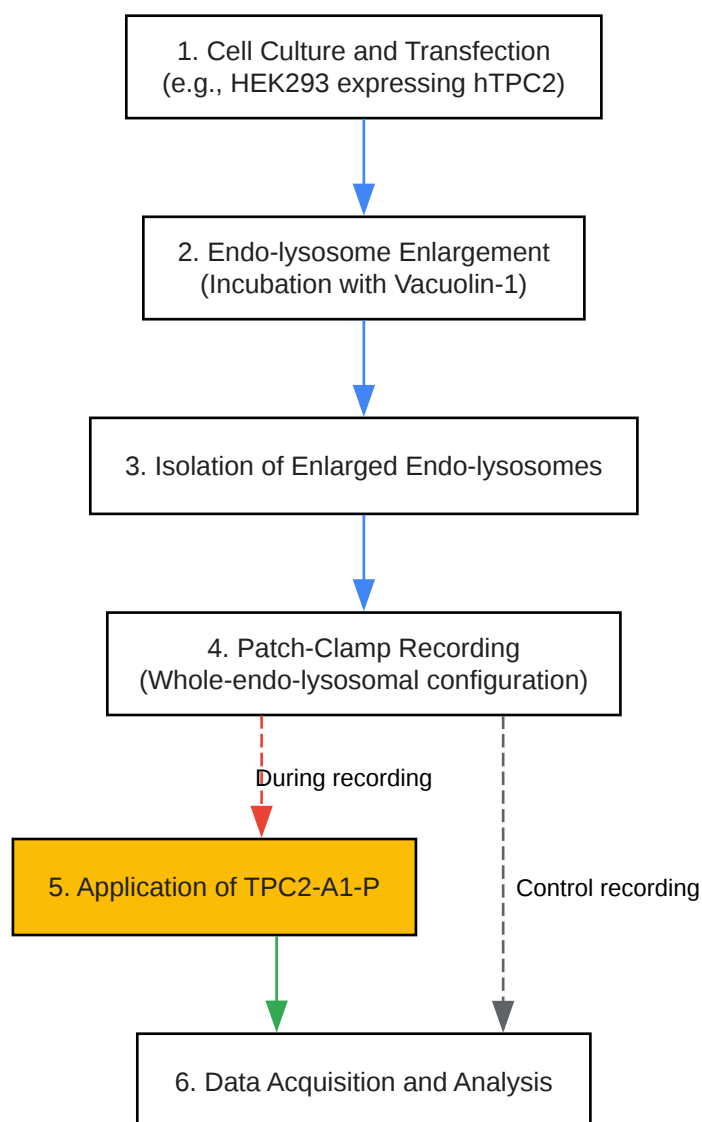 1. Cell Culture and Transfection
(e.g., HEK293 expressing hTPC2)
2. Endo-lysosome Enlargement
(Incubation with Vacuolin-1)
3. Isolation of Enlarged Endo-lysosomes
4. Patch-Clamp Recording
(Whole-endo-lysosomal configuration)
During recording
5. Application of TPC2-A1-P
Control recording
6. Data Acquisition and Analysis